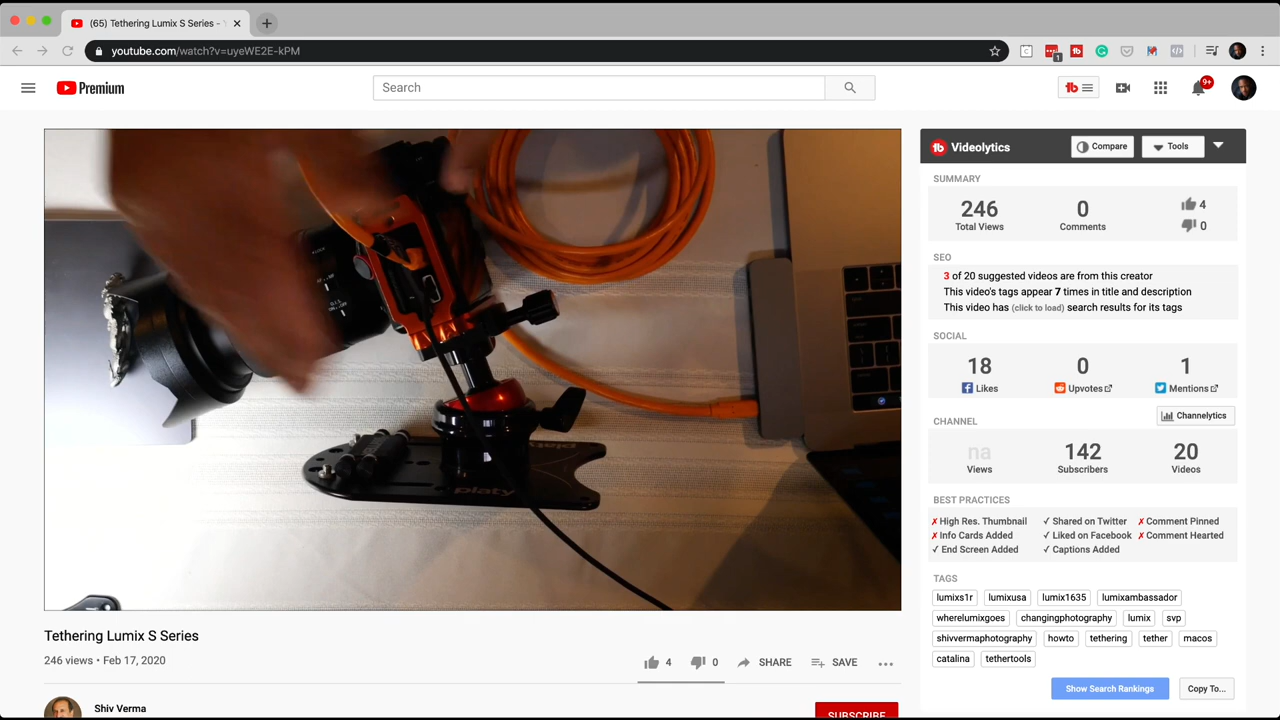 (65) Tethering Lumix S Series -
youtube.com/watch?v=uyeWE2E-kPM
Premium
Search
9+
platy
platy
Tethering Lumix S Series
246 views • Feb 17, 2020
4
0
SHARE
SAVE
Shiv Verma
SUBSCRIBE
Videolytics
Compare
Tools
SUMMARY
246
Total Views
0
Comments
4
0
SEO
3 of 20 suggested videos are from this creator
This video's tags appear 7 times in title and description
This video has (click to load) search results for its tags
SOCIAL
18
Likes
0
Upvotes
1
Mentions
Channelytics
CHANNEL
na
Views
142
Subscribers
20
Videos
BEST PRACTICES
✗ High Res. Thumbnail ✓ Shared on Twitter ✗ Comment Pinned
✗ Info Cards Added ✓ Liked on Facebook ✗ Comment Hearted
✓ End Screen Added ✓ Captions Added
TAGS
lumixs1r lumixusa lumix1635 lumixambassador
wherelumixgoes changingphotography lumix svp
shivvermaphotography howto tethering tether macos
catalina tethertools
Show Search Rankings
Copy To...